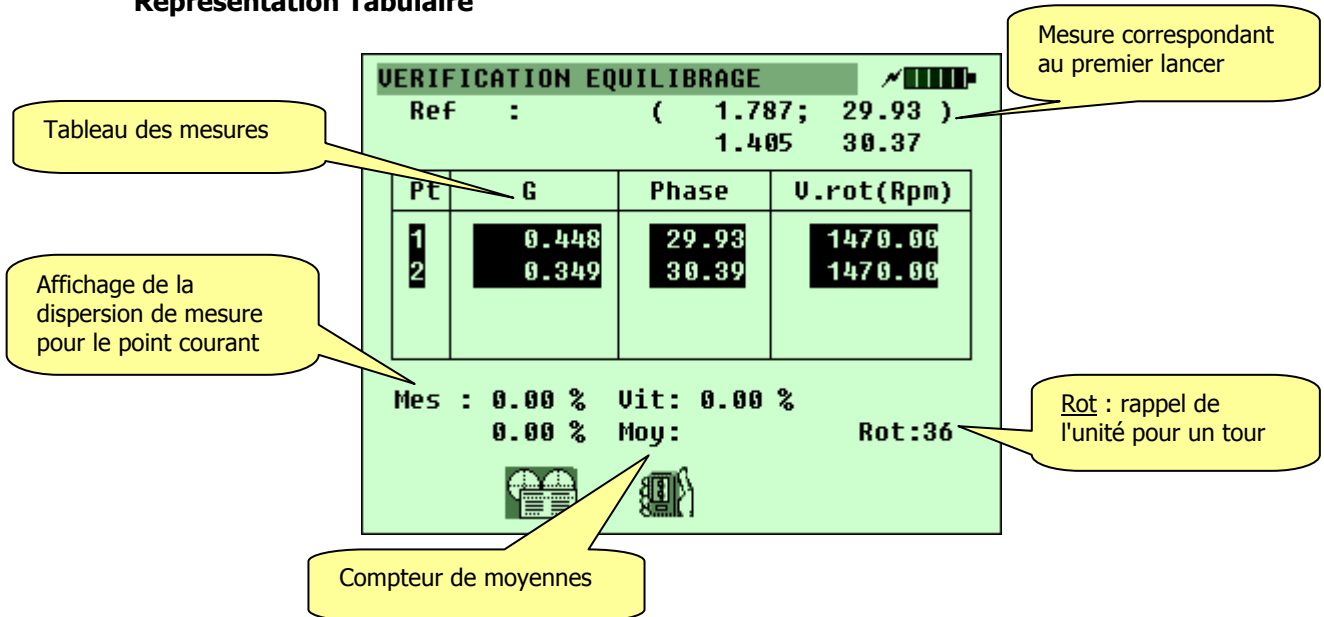 Représentation Tabulaire
Mesure correspondant
au premier lancer
VERIFICATION EQUILIBRAGE
Ref : ( 1.787; 29.93 )
1.405 30.37
Tableau des mesures
Pt G Phase V.rot(Rpm)
1 0.448 29.93 1470.00
2 0.349 30.39 1470.00
Affichage de la
dispersion de mesure
pour le point courant
Mes : 0.00 % Vit: 0.00 %
0.00 % Moy: Rot:36
Rot : rappel de
l'unité pour un tour
Compteur de moyennes